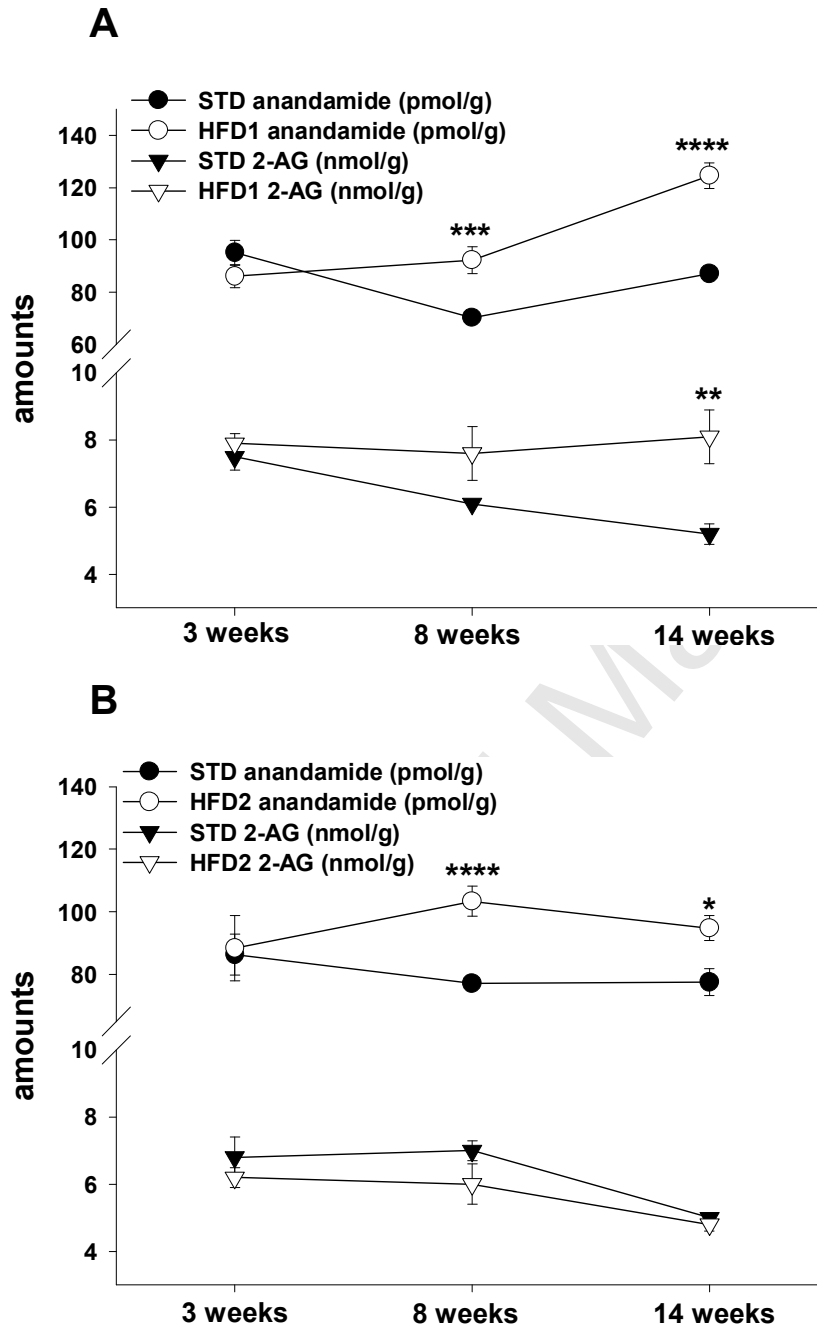 A
STD anandamide (pmol/g)
HFD1 anandamide (pmol/g)
STD 2-AG (nmol/g)
HFD1 2-AG (nmol/g)
140
120
100
80
60
10
8
6
4
amounts
***
****
**
3 weeks 8 weeks 14 weeks
B
STD anandamide (pmol/g)
HFD2 anandamide (pmol/g)
STD 2-AG (nmol/g)
HFD2 2-AG (nmol/g)
140
120
100
80
10
8
6
4
amounts
****
*
3 weeks 8 weeks 14 weeks